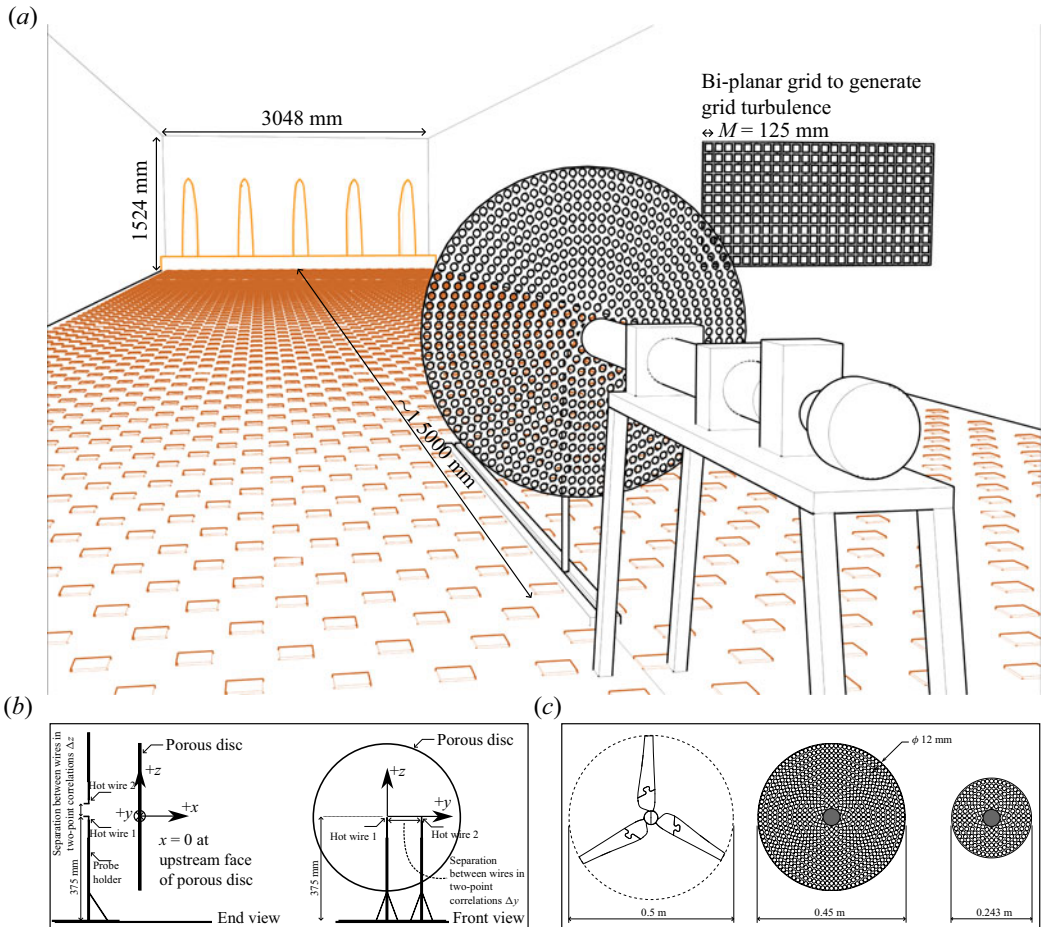 (a)
3048 mm
1524 mm
Bi-planar grid to generate
grid turbulence
M = 125 mm
~1 5000 mm
(b)
Separation between wires in
two-point correlations Δz
Hot wire 2
Hot wire 1
Probe
holder
375 mm
Porous disc
+z
+y
+x
x = 0 at
upstream face
of porous disc
End view
Porous disc
+z
+y
Hot wire 1
Hot wire 2
375 mm
Separation
between wires in
two-point
correlations Δy
Front view
(c)
ϕ 12 mm
0.5 m
0.45 m
0.243 m